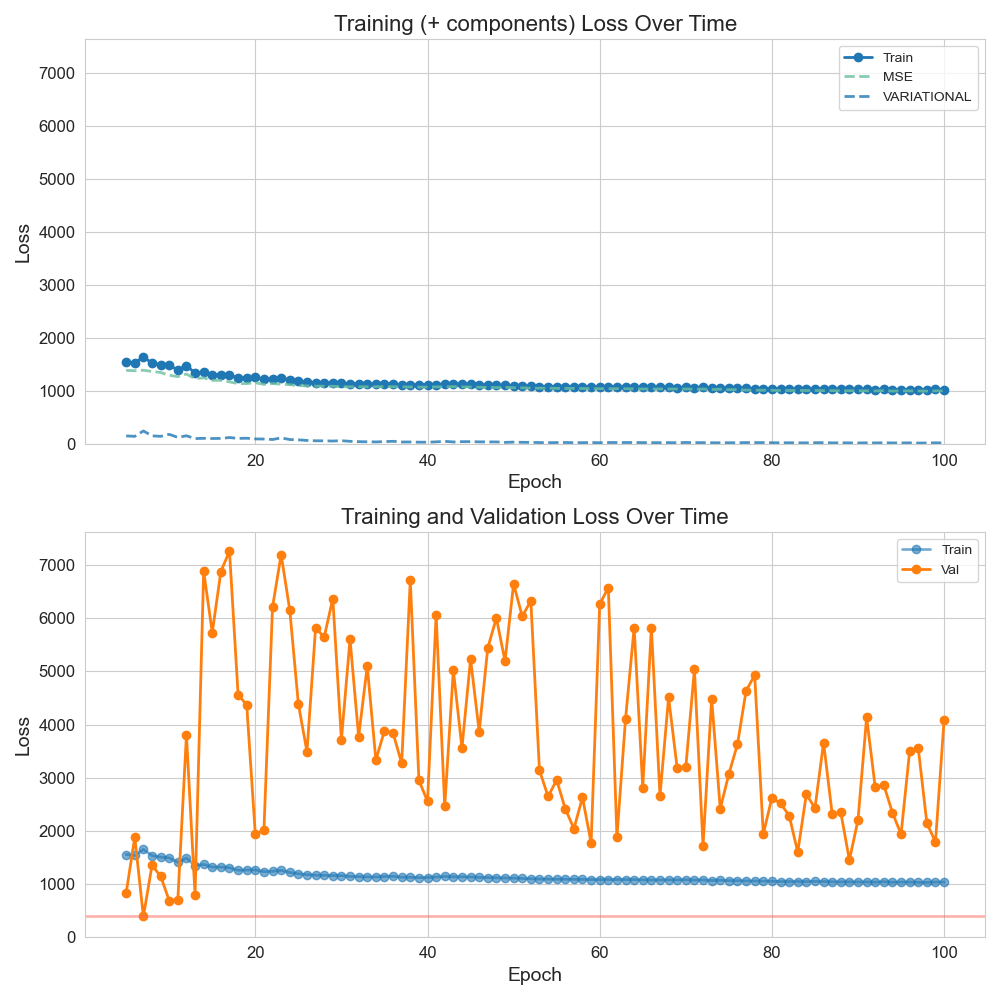 Training (+ components) Loss Over Time
Train
MSE
VARIATIONAL
7000
6000
5000
4000
3000
2000
1000
0
Loss
20
40
60
80
100
Epoch
Training and Validation Loss Over Time
Train
Val
7000
6000
5000
4000
3000
2000
1000
0
Loss
20
40
60
80
100
Epoch